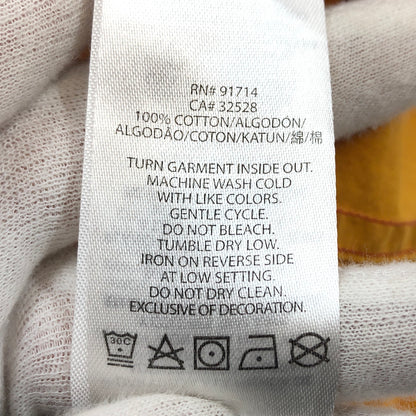 RN# 91714
CA# 32528
100% COTTON/ALGODÓN/
ALGODÃO/COTON/KATUN/綿/棉
TURN GARMENT INSIDE OUT.
MACHINE WASH COLD
WITH LIKE COLORS.
GENTLE CYCLE.
DO NOT BLEACH.
TUMBLE DRY LOW.
IRON ON REVERSE SIDE
AT LOW SETTING.
DO NOT DRY CLEAN.
EXCLUSIVE OF DECORATION.
30C